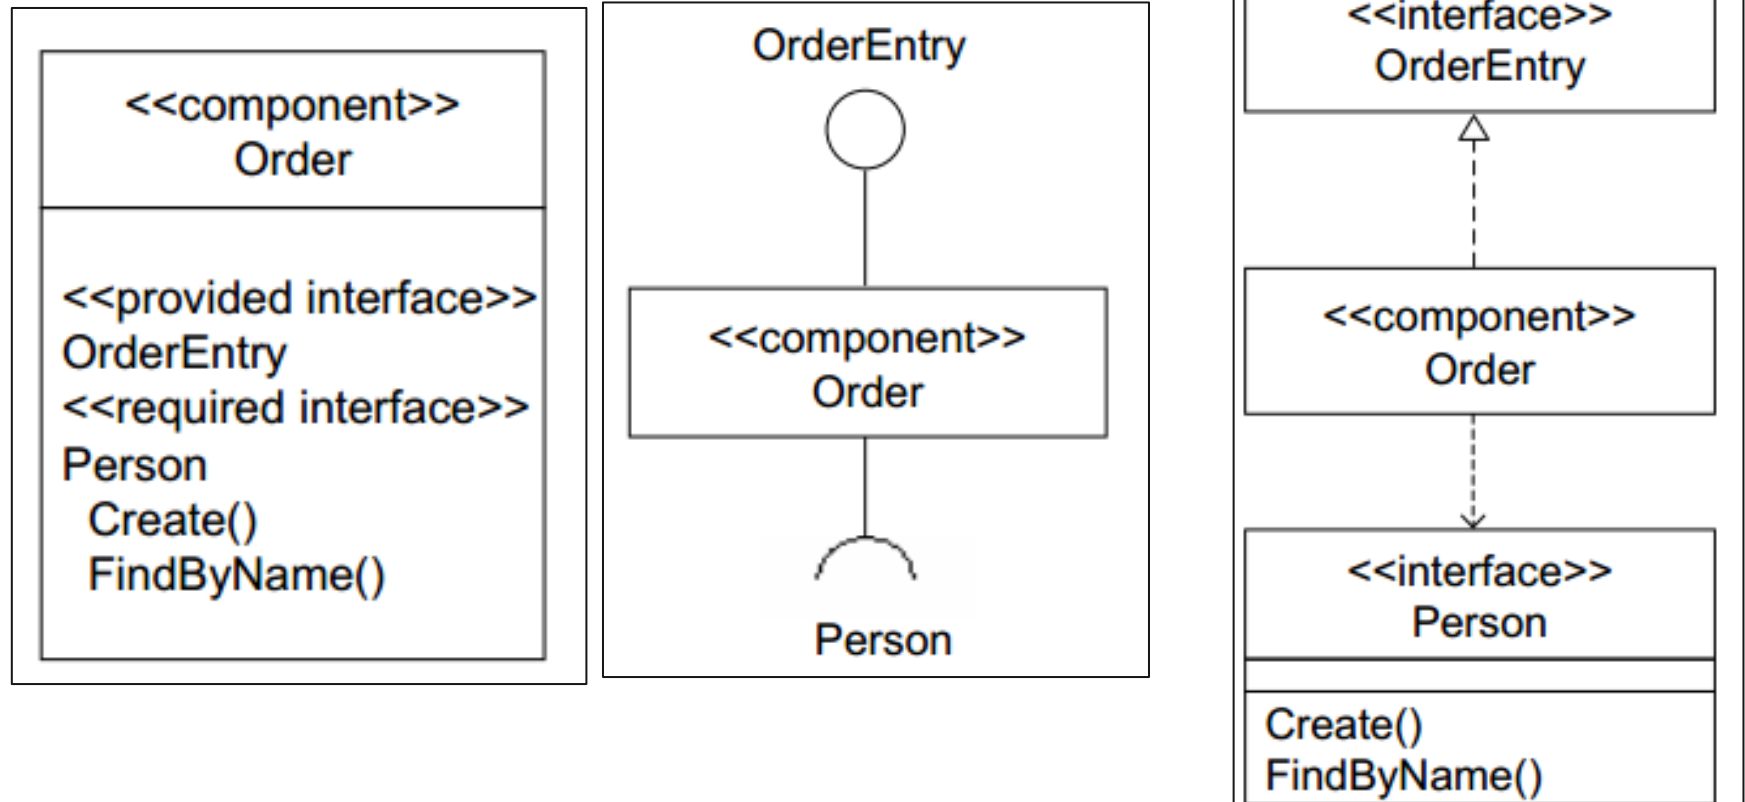 <<component>>
Order
<<provided interface>>
OrderEntry
<<required interface>>
Person
Create()
FindByName()
OrderEntry
<<component>>
Order
Person
<<interface>>
OrderEntry
<<component>>
Order
<<interface>>
Person
Create()
FindByName()